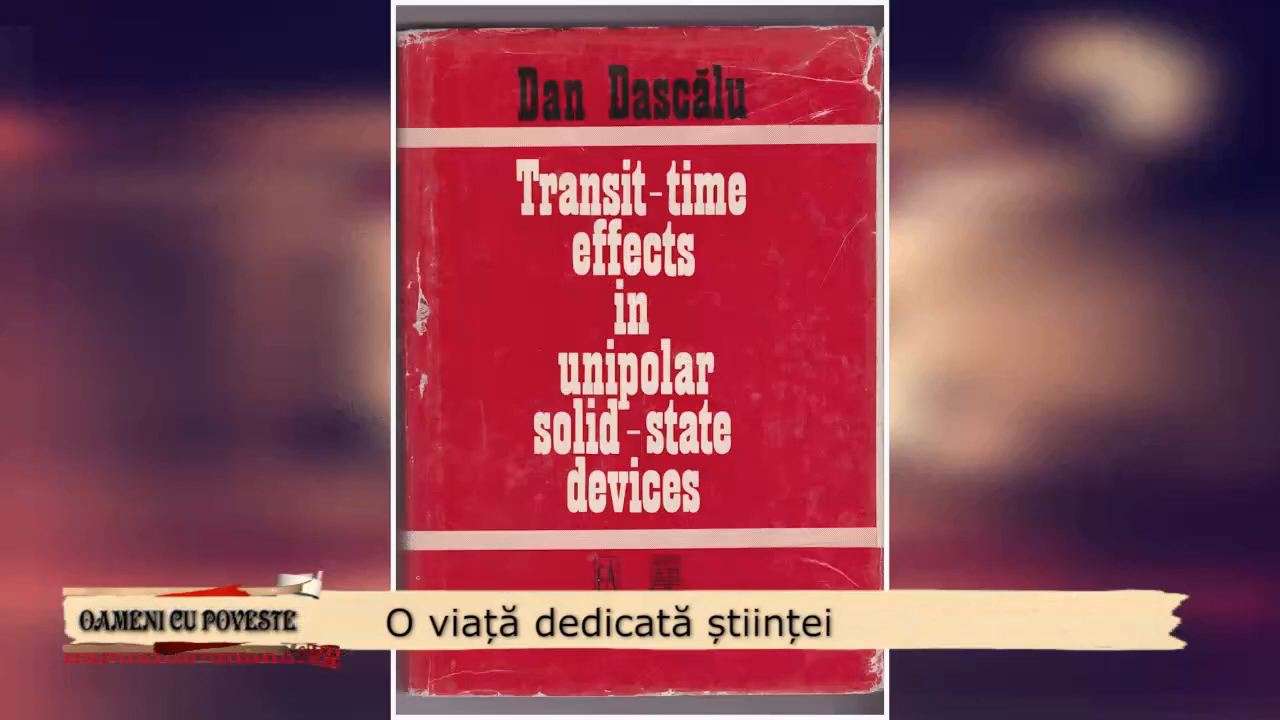 Dan Dascălu
Transit-time
effects
in
unipolar
solid-state
devices
OAMENI CU POVESTE
O viață dedicată științei